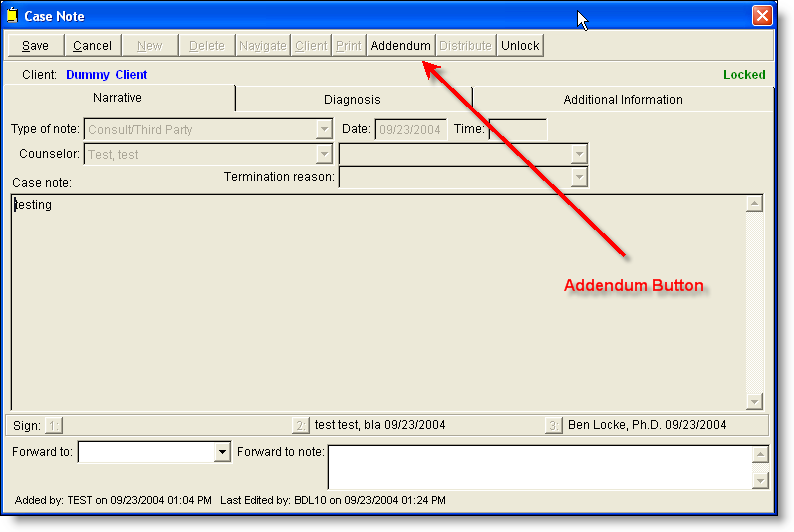 Case Note
Save Cancel New Delete Navigate Client Print Addendum Distribute Unlock
Client: Dummy Client Locked
Narrative Diagnosis Additional Information
Type of note: Consult/Third Party Date: 09/23/2004 Time:
Counselor: Test, test
Case note: Termination reason:
testing
Addendum Button
Sign: 1: 2: test test, bla 09/23/2004 3: Ben Locke, Ph.D. 09/23/2004
Forward to: Forward to note:
Added by: TEST on 09/23/2004 01:04 PM Last Edited by: BDL10 on 09/23/2004 01:24 PM